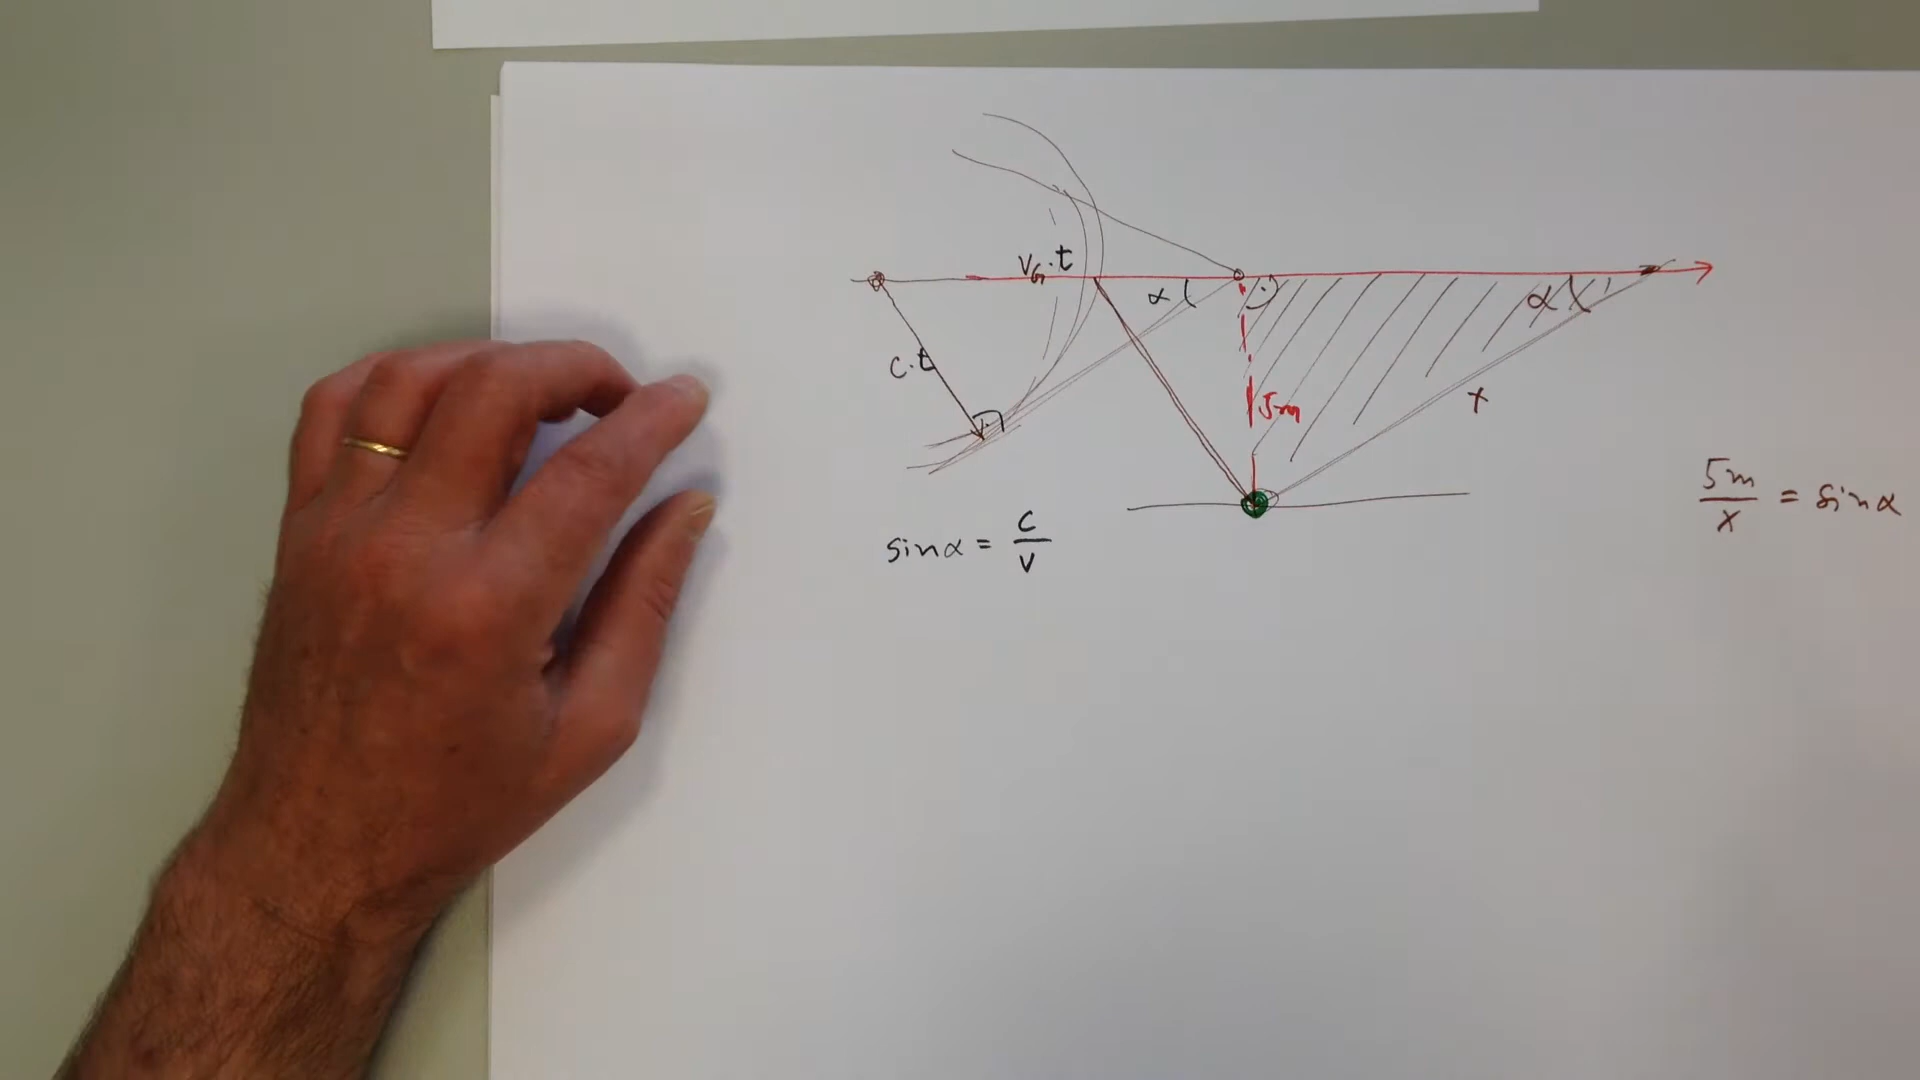 v_G · t
α
α
c · t
5m
x
5m/x = sin α
sin α = c/v